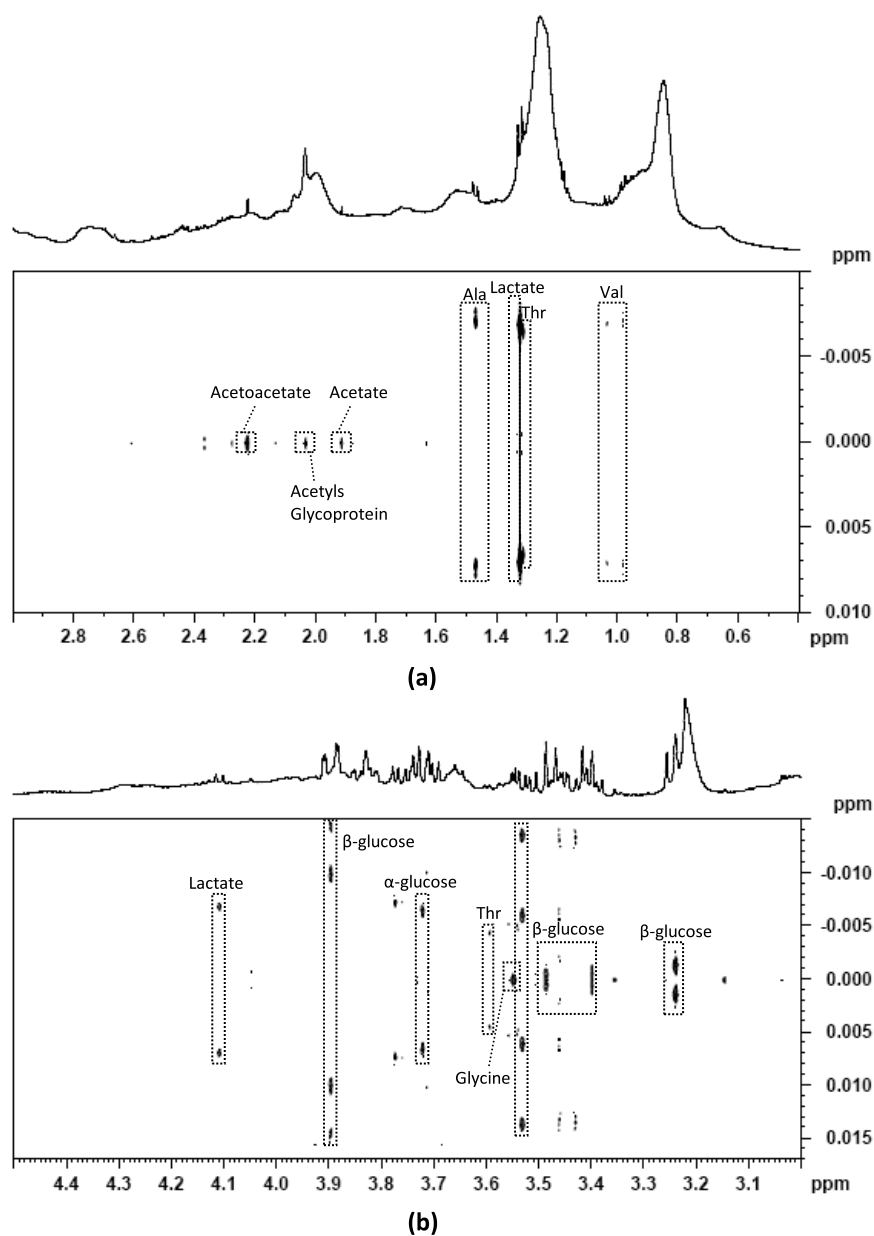 ppm
Ala
Lactate
Thr
Val
-0.005
Acetoacetate
Acetate
0.000
Acetyls
Glycoprotein
0.005
0.010
2.8 2.6 2.4 2.2 2.0 1.8 1.6 1.4 1.2 1.0 0.8 0.6 ppm
(a)
ppm
β-glucose
-0.010
Lactate
α-glucose
Thr
-0.005
β-glucose
β-glucose
0.000
0.005
Glycine
0.010
0.015
4.4 4.3 4.2 4.1 4.0 3.9 3.8 3.7 3.6 3.5 3.4 3.3 3.2 3.1 ppm
(b)